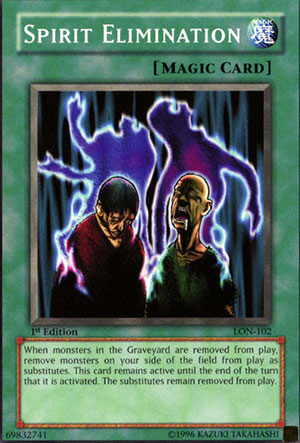 SPIRIT ELIMINATION 魔
[MAGIC CARD]
1st Edition
LON-102
When monsters in the Graveyard are removed from play,
remove monsters on your side of the field from play as
substitutes. This card remains active until the end of the turn
that it is activated. The substitutes remain removed from play.
69832741
©1996 KAZUKI TAKAHASHI